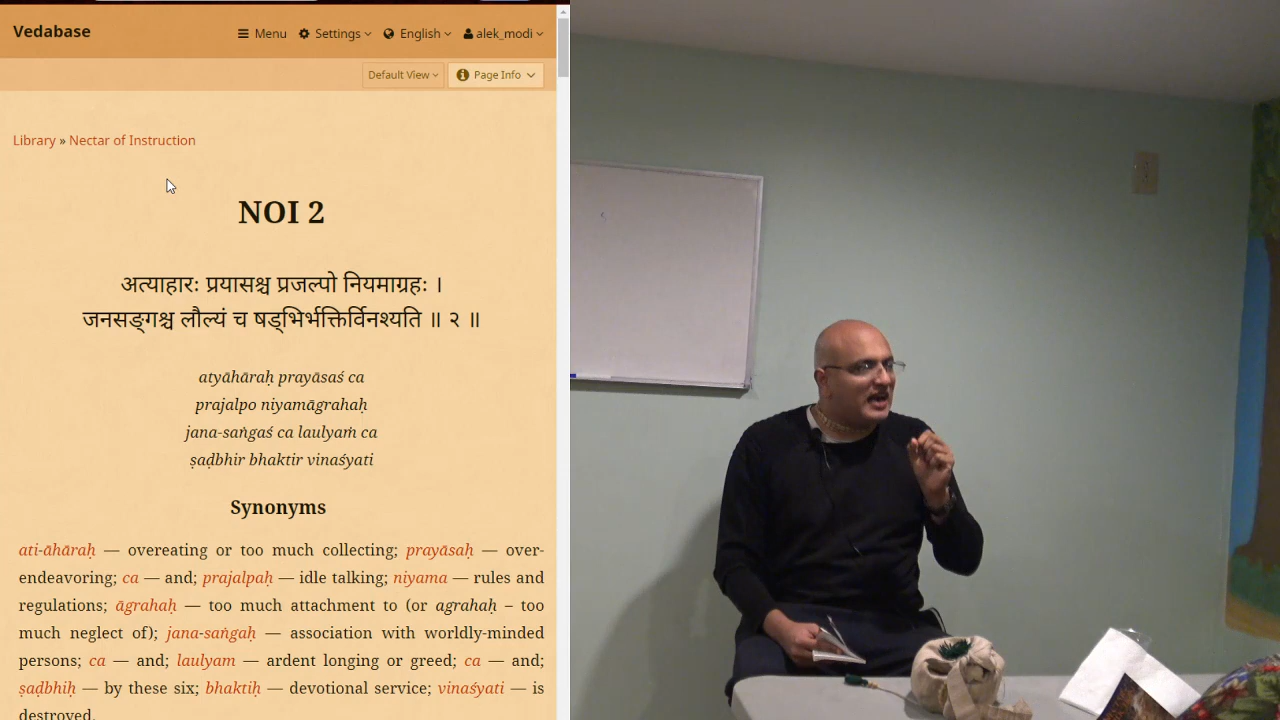 Vedabase
Menu
Settings
English
alek_modi
Default View
Page Info
Library » Nectar of Instruction
NOI 2
अत्याहारः प्रयासश्च प्रजल्पो नियमाग्रहः ।
जनसङ्गश्च लौल्यं च षड्‍भिर्भक्तिर्विनश्यति ॥ २ ॥
atyāhāraḥ prayāsaś ca
prajalpo niyamāgrahaḥ
jana-saṅgaś ca laulyaṁ ca
ṣaḍbhir bhaktir vinaśyati
Synonyms
ati-āhāraḥ — overeating or too much collecting; prayāsaḥ — over-
endeavoring; ca — and; prajalpaḥ — idle talking; niyama — rules and
regulations; āgrahaḥ — too much attachment to (or agrahaḥ – too
much neglect of); jana-saṅgaḥ — association with worldly-minded
persons; ca — and; laulyam — ardent longing or greed; ca — and;
ṣaḍbhiḥ — by these six; bhaktiḥ — devotional service; vinaśyati — is
destroyed.